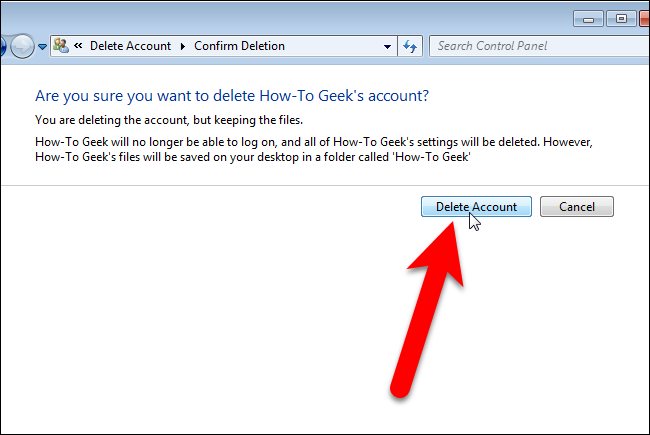 « Delete Account ▸ Confirm Deletion Search Control Panel
Are you sure you want to delete How-To Geek's account?
You are deleting the account, but keeping the files.
How-To Geek will no longer be able to log on, and all of How-To Geek's settings will be deleted. However,
How-To Geek's files will be saved on your desktop in a folder called 'How-To Geek'
Delete Account Cancel